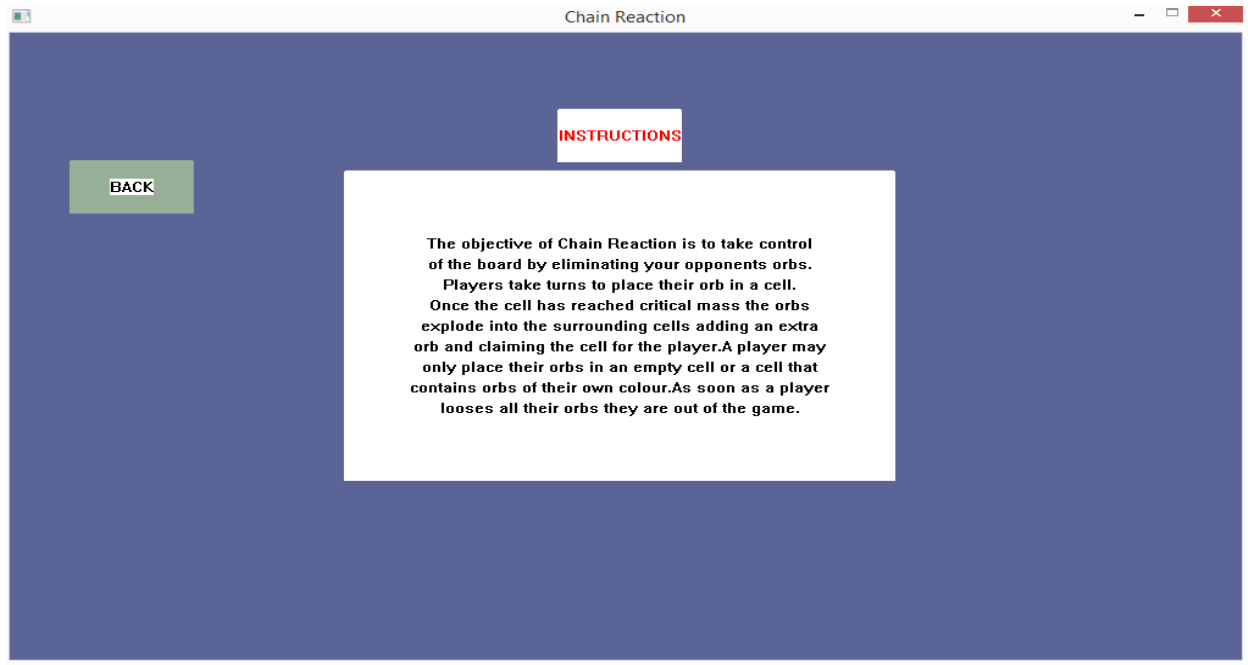 Chain Reaction
INSTRUCTIONS
BACK
The objective of Chain Reaction is to take control
of the board by eliminating your opponents orbs.
Players take turns to place their orb in a cell.
Once the cell has reached critical mass the orbs
explode into the surrounding cells adding an extra
orb and claiming the cell for the player.A player may
only place their orbs in an empty cell or a cell that
contains orbs of their own colour.As soon as a player
looses all their orbs they are out of the game.